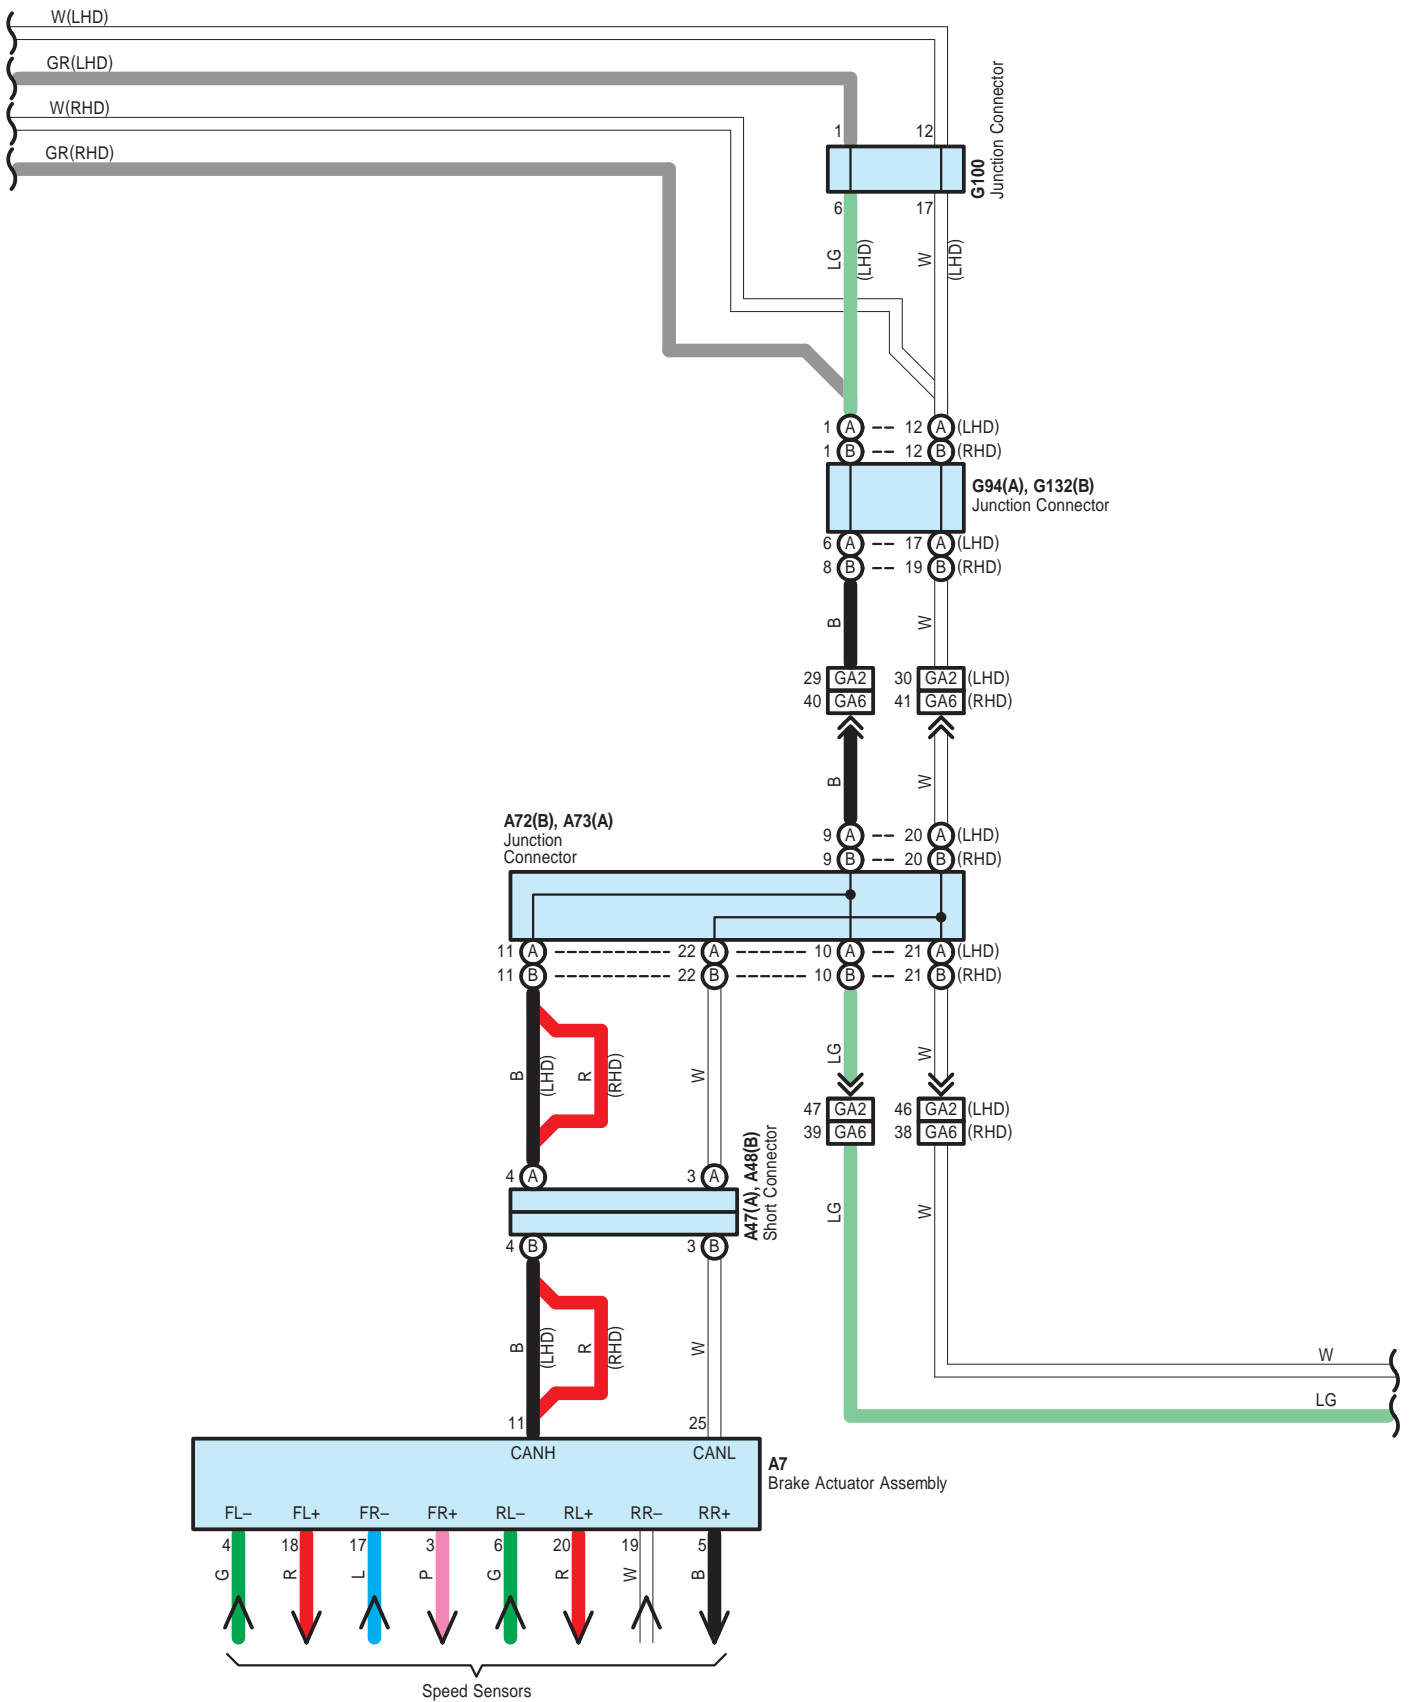 W(LHD)
GR(LHD)
W(RHD)
GR(RHD)
1 12
G100
Junction Connector
6 17
LG (LHD) W (LHD)
1 A 12 A (LHD)
1 B 12 B (RHD)
G94(A), G132(B)
Junction Connector
6 A 17 A (LHD)
8 B 19 B (RHD)
B W
29 GA2 30 GA2 (LHD)
40 GA6 41 GA6 (RHD)
B W
A72(B), A73(A)
Junction
Connector
9 A 20 A (LHD)
9 B 20 B (RHD)
11 A 22 A 10 A 21 A (LHD)
11 B 22 B 10 B 21 B (RHD)
B (LHD) R (RHD) W LG W
47 GA2 46 GA2 (LHD)
39 GA6 38 GA6 (RHD)
4 A 3 A
A47(A), A48(B)
Short Connector
4 B 3 B
LG W
B (LHD) R (RHD) W
W
LG
11 25
CANH CANL
A7
Brake Actuator Assembly
FL– FL+ FR– FR+ RL– RL+ RR– RR+
4 18 17 3 6 20 19 5
G R L P G R W B
Speed Sensors